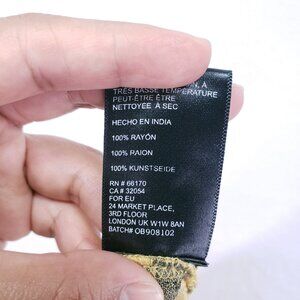 TRÈS BASSE TEMPÉRATURE
PEUT-ÊTRE ÊTRE
NETTOYÉE À SEC
HECHO EN INDIA
100% RAYÓN
100% RAION
100% KUNSTSEIDE
RN # 66170
CA # 32054
FOR EU
24 MARKET PLACE,
3RD FLOOR
LONDON UK W1W 8AN
BATCH# OB908102